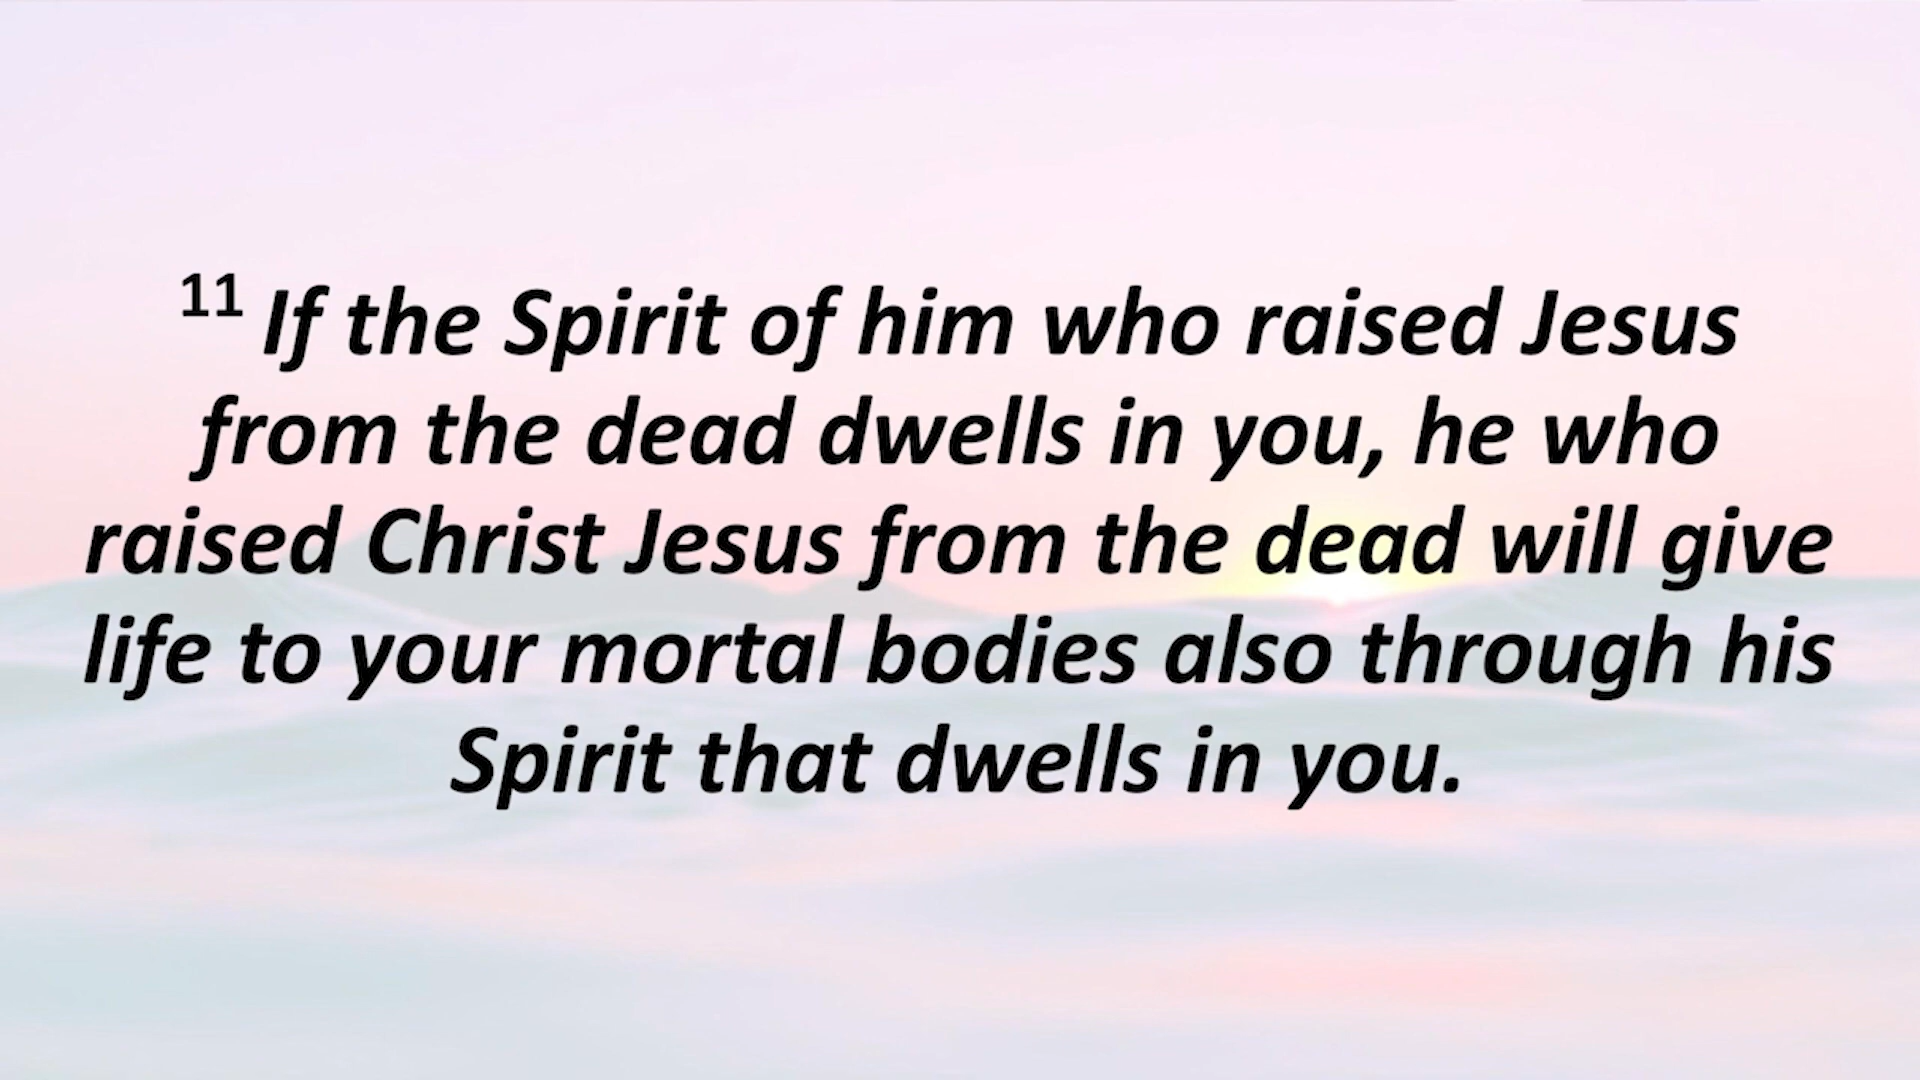 11 If the Spirit of him who raised Jesus
from the dead dwells in you, he who
raised Christ Jesus from the dead will give
life to your mortal bodies also through his
Spirit that dwells in you.